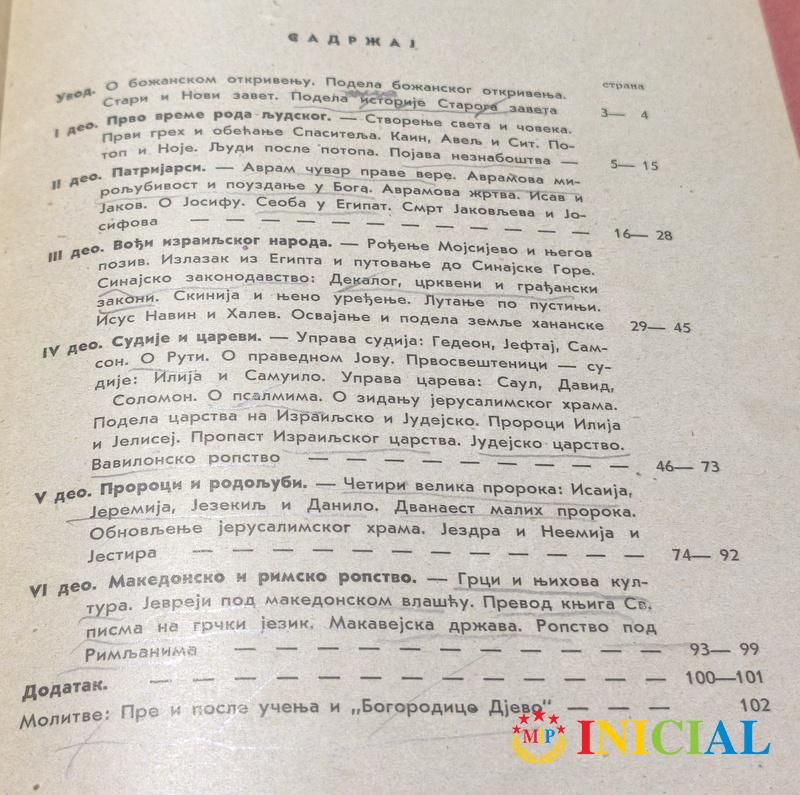 САДРЖАЈ
страна
Увод. О божанском откривењу. Подела божанског откривења.
Стари и Нови завет. Подела историје Старога завета 3— 4
I део. Прво време рода људског. — Створење света и човека.
Први грех и обећање Спаситеља. Каин, Авељ и Сит. По-
топ и Ноје. Људи после потопа. Појава незнабоштва — 5— 15
II део. Патријарси. — Аврам чувар праве вере. Аврамова ми-
рољубивост и поуздање у Бога. Аврамова жртва. Исав и
Јаков. О Јосифу. Сеоба у Египат. Смрт Јаковљева и Јо-
сифова — — — — — — — — — — — 16— 28
III део. Вођи израиљског народа. — Рођење Мојсијево и његов
позив. Излазак из Египта и путовање до Синајске Горе.
Синајско законодавство: Декалог, црквени и грађански
закони. Скинија и њено уређење. Лутање по пустињи.
Исус Навин и Халев. Освајање и подела земље хананске 29— 45
IV део. Судије и цареви. — Управа судија: Гедеон, Јефтај, Сам-
сон. О Рути. О праведном Јову. Првосвештеници — су-
дије: Илија и Самуило. Управа царева: Саул, Давид,
Соломон. О псалмима. О зидању јерусалимског храма.
Подела царства на Израиљско и Јудејско. Пророци Илија
и Јелисеј. Пропаст Израиљског царства. Јудејско царство.
Вавилонско ропство — — — — — — — — — 46— 73
V део. Пророци и родољуби. — Четири велика пророка: Исаија,
Јеремија, Језекиљ и Данило. Дванаест малих пророка.
Обновљење јерусалимског храма. Јездра и Неемија и
Јестира — — — — — — — — — — — — 74— 92
VI део. Македонско и римско ропство. — Грци и њихова кул-
тура. Јевреји под македонском влашћу. Превод књига Св.
писма на грчки језик. Макавејска држава. Ропство под
Римљанима — — — — — — — — — — — 93— 99
Додатак. — — — — — — — — — — — — — 100—101
Молитве: Пре и после учења и „Богородице Дјево“ — — — 102
MP INICIAL